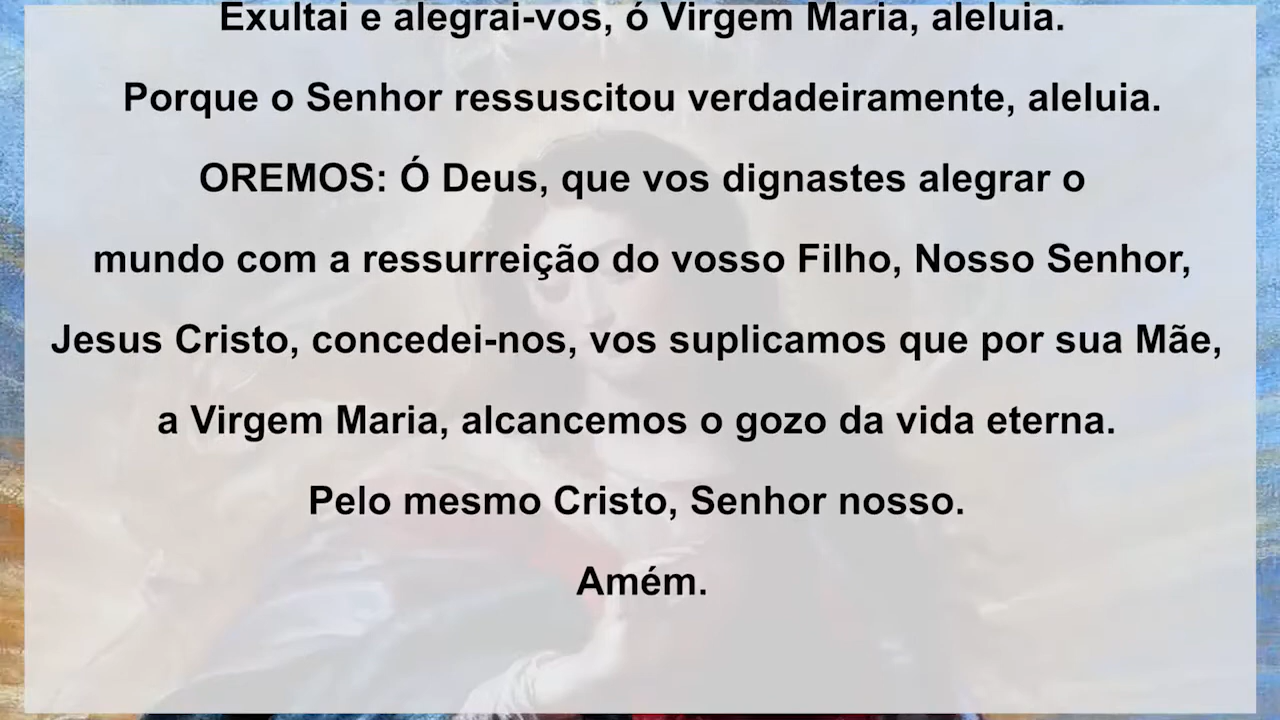 Exultai e alegrai-vos, ó Virgem Maria, aleluia.
Porque o Senhor ressuscitou verdadeiramente, aleluia.
OREMOS: Ó Deus, que vos dignastes alegrar o
mundo com a ressurreição do vosso Filho, Nosso Senhor,
Jesus Cristo, concedei-nos, vos suplicamos que por sua Mãe,
a Virgem Maria, alcancemos o gozo da vida eterna.
Pelo mesmo Cristo, Senhor nosso.
Amém.